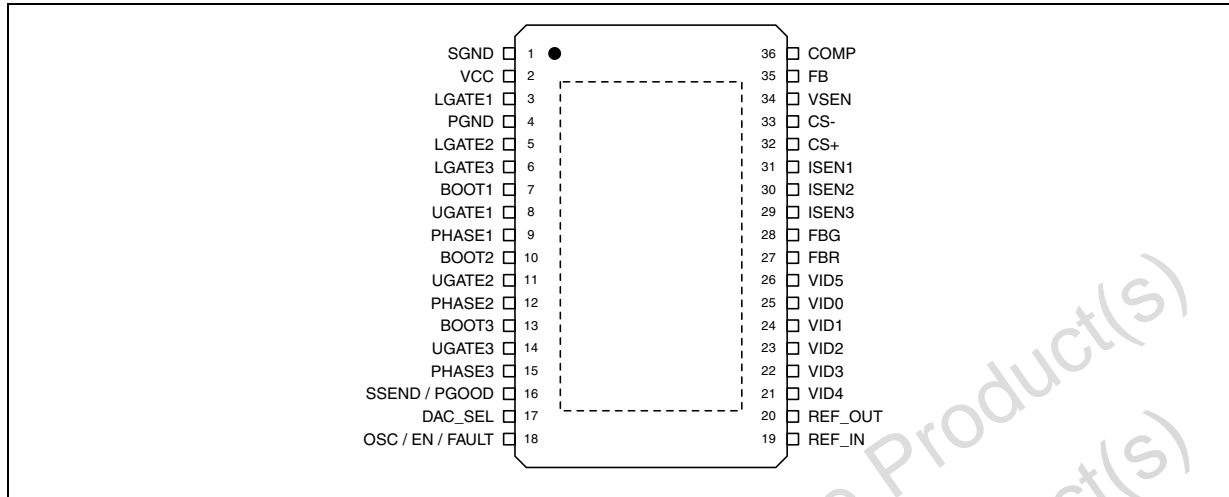 SGND 1 36 COMP
VCC 2 35 FB
LGATE1 3 34 VSEN
PGND 4 33 CS-
LGATE2 5 32 CS+
LGATE3 6 31 ISEN1
BOOT1 7 30 ISEN2
UGATE1 8 29 ISEN3
PHASE1 9 28 FBG
BOOT2 10 27 FBR
UGATE2 11 26 VID5
PHASE2 12 25 VID0
BOOT3 13 24 VID1
UGATE3 14 23 VID2
PHASE3 15 22 VID3
SSEND / PGOOD 16 21 VID4
DAC_SEL 17 20 REF_OUT
OSC / EN / FAULT 18 19 REF_IN
Product(s)